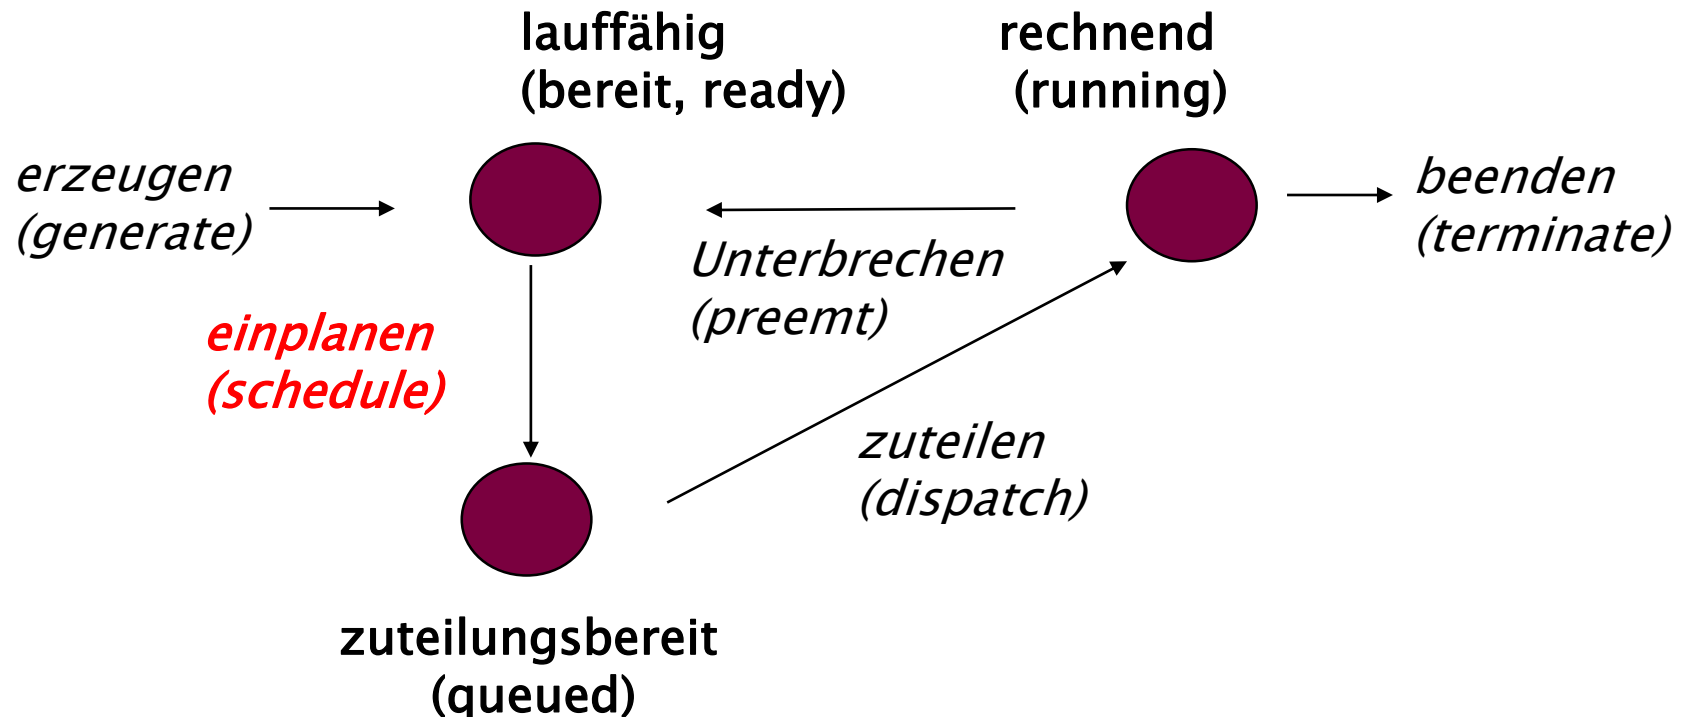 lauffähig
(bereit, ready)
rechnend
(running)
erzeugen
(generate)
beenden
(terminate)
Unterbrechen
(preemt)
einplanen
(schedule)
zuteilen
(dispatch)
zuteilungsbereit
(queued)